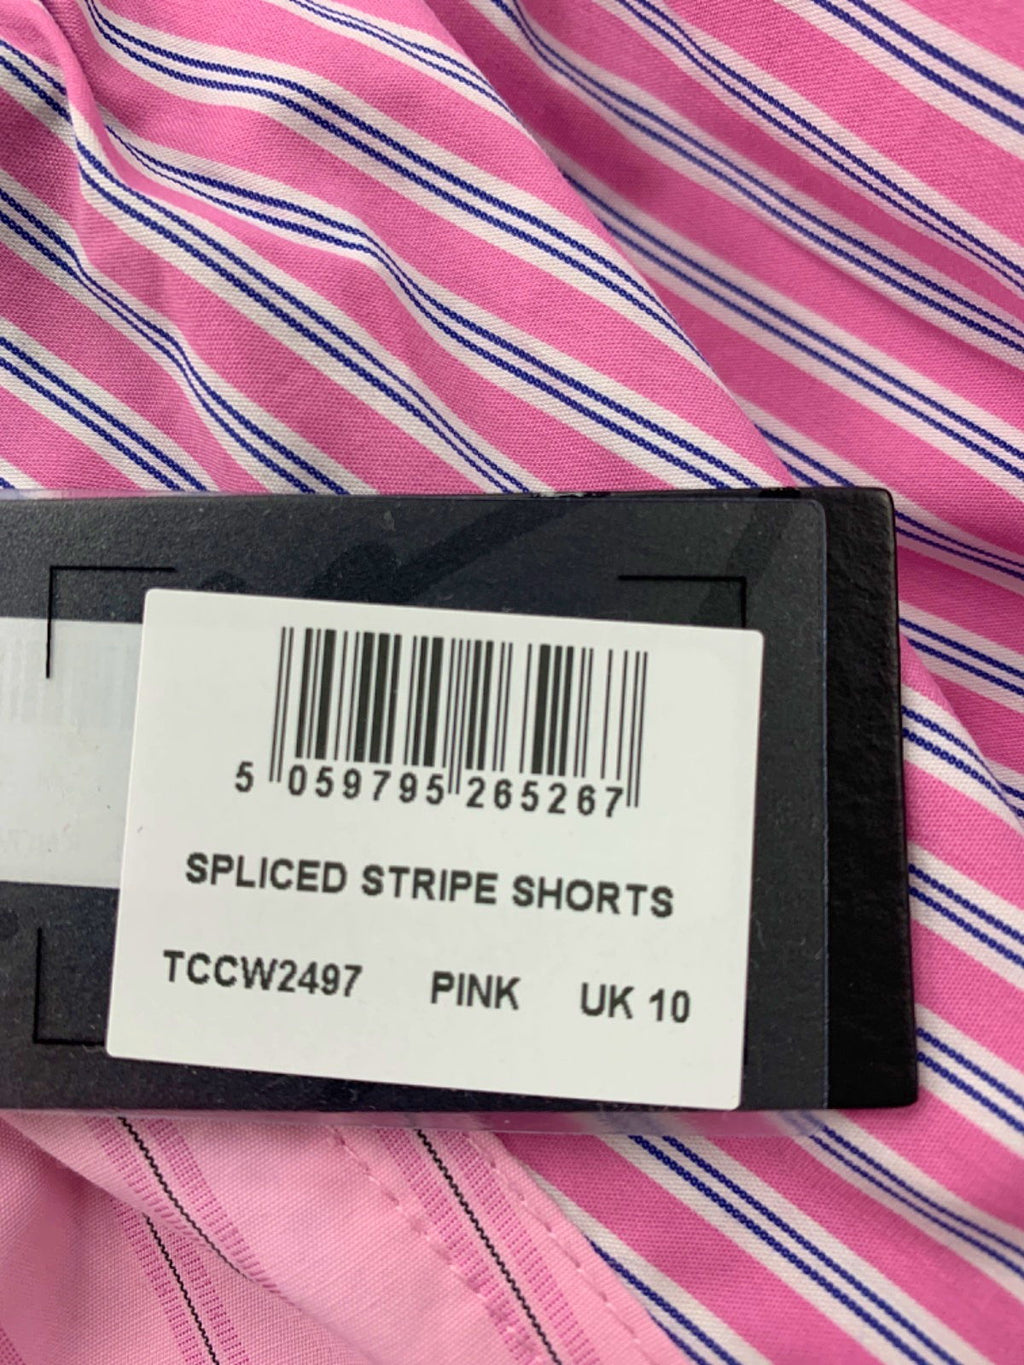 5 059795 265267
SPLICED STRIPE SHORTS
TCCW2497 PINK UK 10